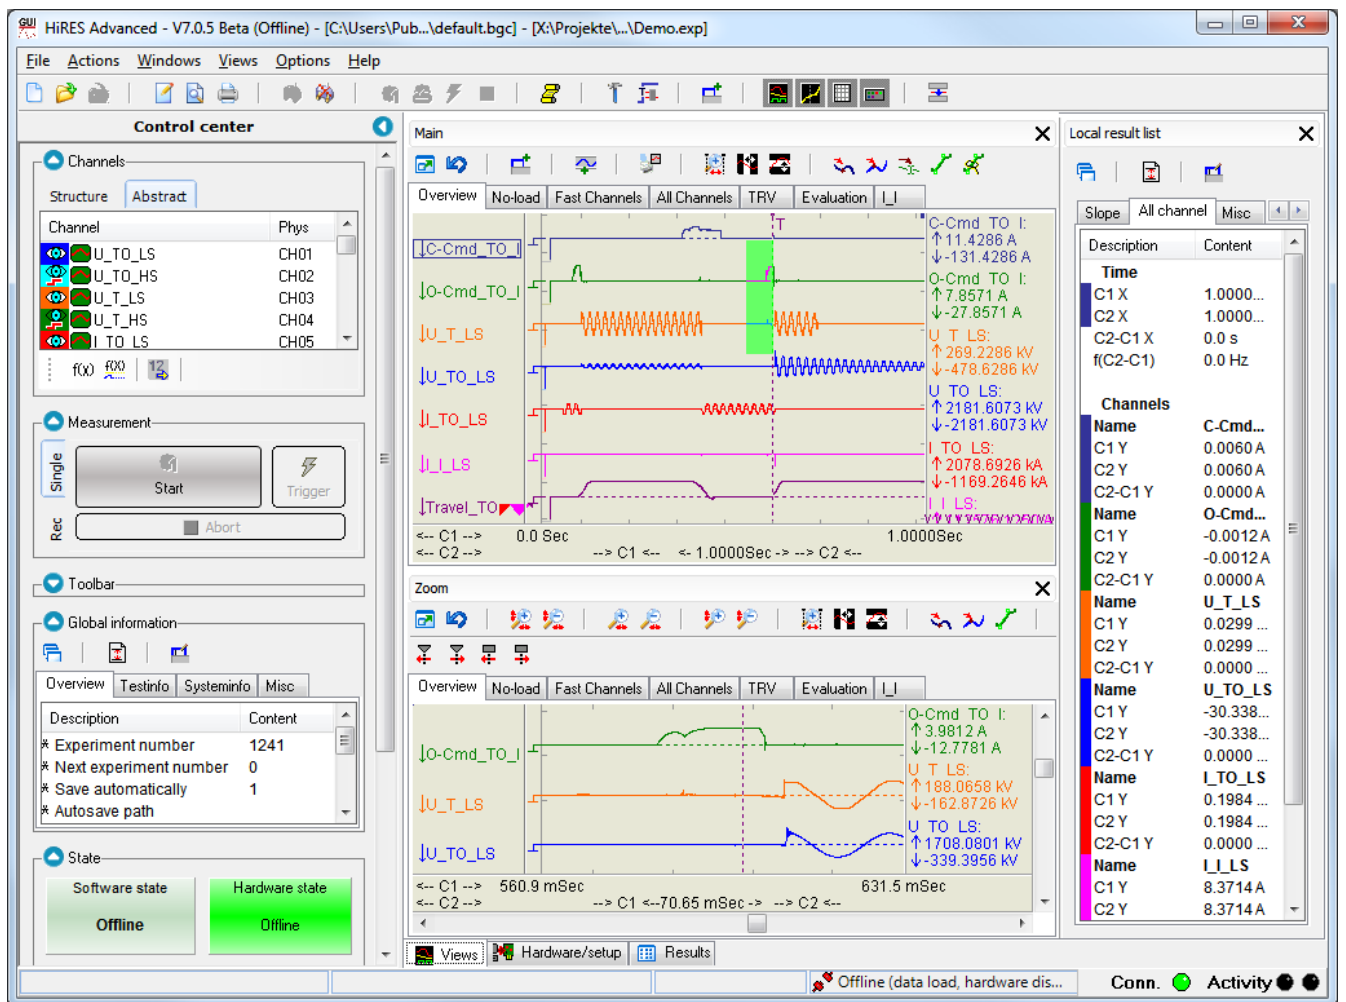 GUI HiRES Advanced - V7.0.5 Beta (Offline) - [C:\Users\Pub...\default.bgc] - [X:\Projekte\...\Demo.exp]
File Actions Windows Views Options Help
Control center
Channels
Structure Abstract
Channel Phys
U_TO_LS CH01
U_TO_HS CH02
U_T_LS CH03
U_T_HS CH04
I_TO_LS CH05
f(x) f(x) 12
Measurement
Single
Start
Trigger
Rec
Abort
Toolbar
Global information
Overview Testinfo Systeminfo Misc
Description Content
* Experiment number 1241
* Next experiment number 0
* Save automatically 1
* Autosave path
State
Software state
Offline
Hardware state
Offline
Main
Overview No-load Fast Channels All Channels TRV Evaluation I_I
T
C-Cmd_TO_I
O-Cmd_TO_I
U_T_LS
U_TO_LS
I_TO_LS
I_I_LS
Travel_TO
C-Cmd TO I:
↑11.4286 A
↓-131.4286 A
O-Cmd TO I:
↑7.8571 A
↓-27.8571 A
U T LS:
↑269.2286 kV
↓-478.6286 kV
U TO LS:
↑2181.6073 kV
↓-2181.6073 kV
I TO LS:
↑2078.6926 kA
↓-1169.2646 kA
I I LS:
<-- C1 --> 0.0 Sec 1.0000Sec
<-- C2 --> --> C1 <-- <-1.0000Sec -> --> C2 <--
Zoom
Overview No-load Fast Channels All Channels TRV Evaluation I_I
O-Cmd_TO_I
U_T_LS
U_TO_LS
O-Cmd TO I:
↑3.9812 A
↓-12.7781 A
U T LS:
↑188.0658 kV
↓-162.8726 kV
U TO LS:
↑1708.0801 kV
↓-339.3956 kV
<-- C1 --> 560.9 mSec 631.5 mSec
<-- C2 --> --> C1 <--70.65 mSec -> --> C2 <--
Views Hardware/setup Results
Local result list
Slope All channel Misc
Description Content
Time
C1 X 1.0000...
C2 X 1.0000...
C2-C1 X 0.0 s
f(C2-C1) 0.0 Hz
Channels
Name C-Cmd...
C1 Y 0.0060 A
C2 Y 0.0060 A
C2-C1 Y 0.0000 A
Name O-Cmd...
C1 Y -0.0012 A
C2 Y -0.0012 A
C2-C1 Y 0.0000 A
Name U_T_LS
C1 Y 0.0299 ...
C2 Y 0.0299 ...
C2-C1 Y 0.0000 ...
Name U_TO_LS
C1 Y -30.338...
C2 Y -30.338...
C2-C1 Y 0.0000 ...
Name I_TO_LS
C1 Y 0.1984 ...
C2 Y 0.1984 ...
C2-C1 Y 0.0000 ...
Name I_I_LS
C1 Y 8.3714 A
C2 Y 8.3714 A
Offline (data load, hardware dis... Conn. Activity